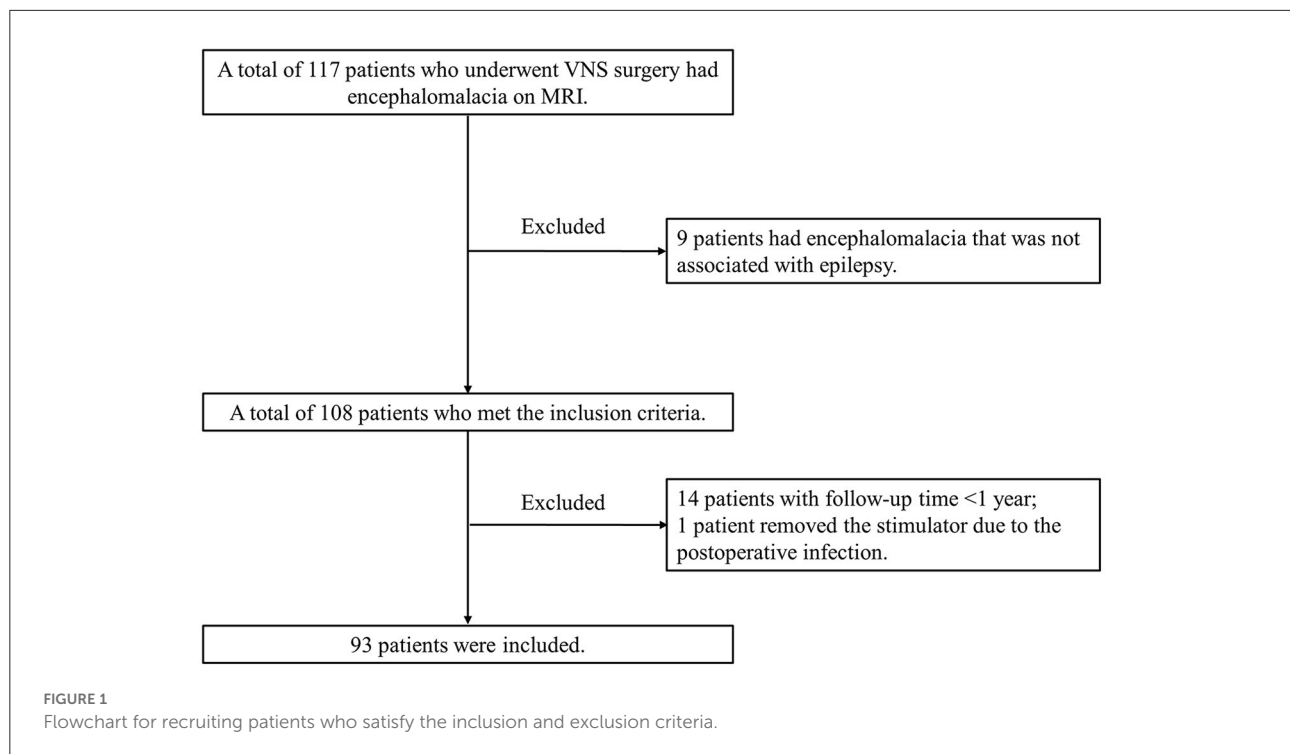 A total of 117 patients who underwent VNS surgery had
encephalomalacia on MRI.
Excluded
9 patients had encephalomalacia that was not
associated with epilepsy.
A total of 108 patients who met the inclusion criteria.
Excluded
14 patients with follow-up time <1 year;
1 patient removed the stimulator due to the
postoperative infection.
93 patients were included.
FIGURE 1
Flowchart for recruiting patients who satisfy the inclusion and exclusion criteria.